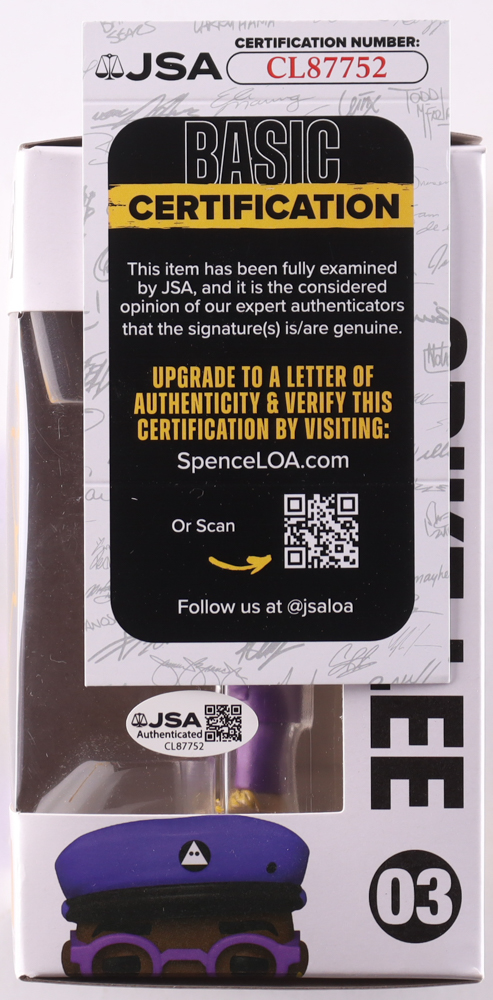 CERTIFICATION NUMBER:
JSA CL87752
BASIC
CERTIFICATION
This item has been fully examined
by JSA, and it is the considered
opinion of our expert authenticators
that the signature(s) is/are genuine.
UPGRADE TO A LETTER OF
AUTHENTICITY & VERIFY THIS
CERTIFICATION BY VISITING:
SpenceLOA.com
Or Scan
Follow us at @jsaloa
JSA
Authenticated
CL87752
LEE
03